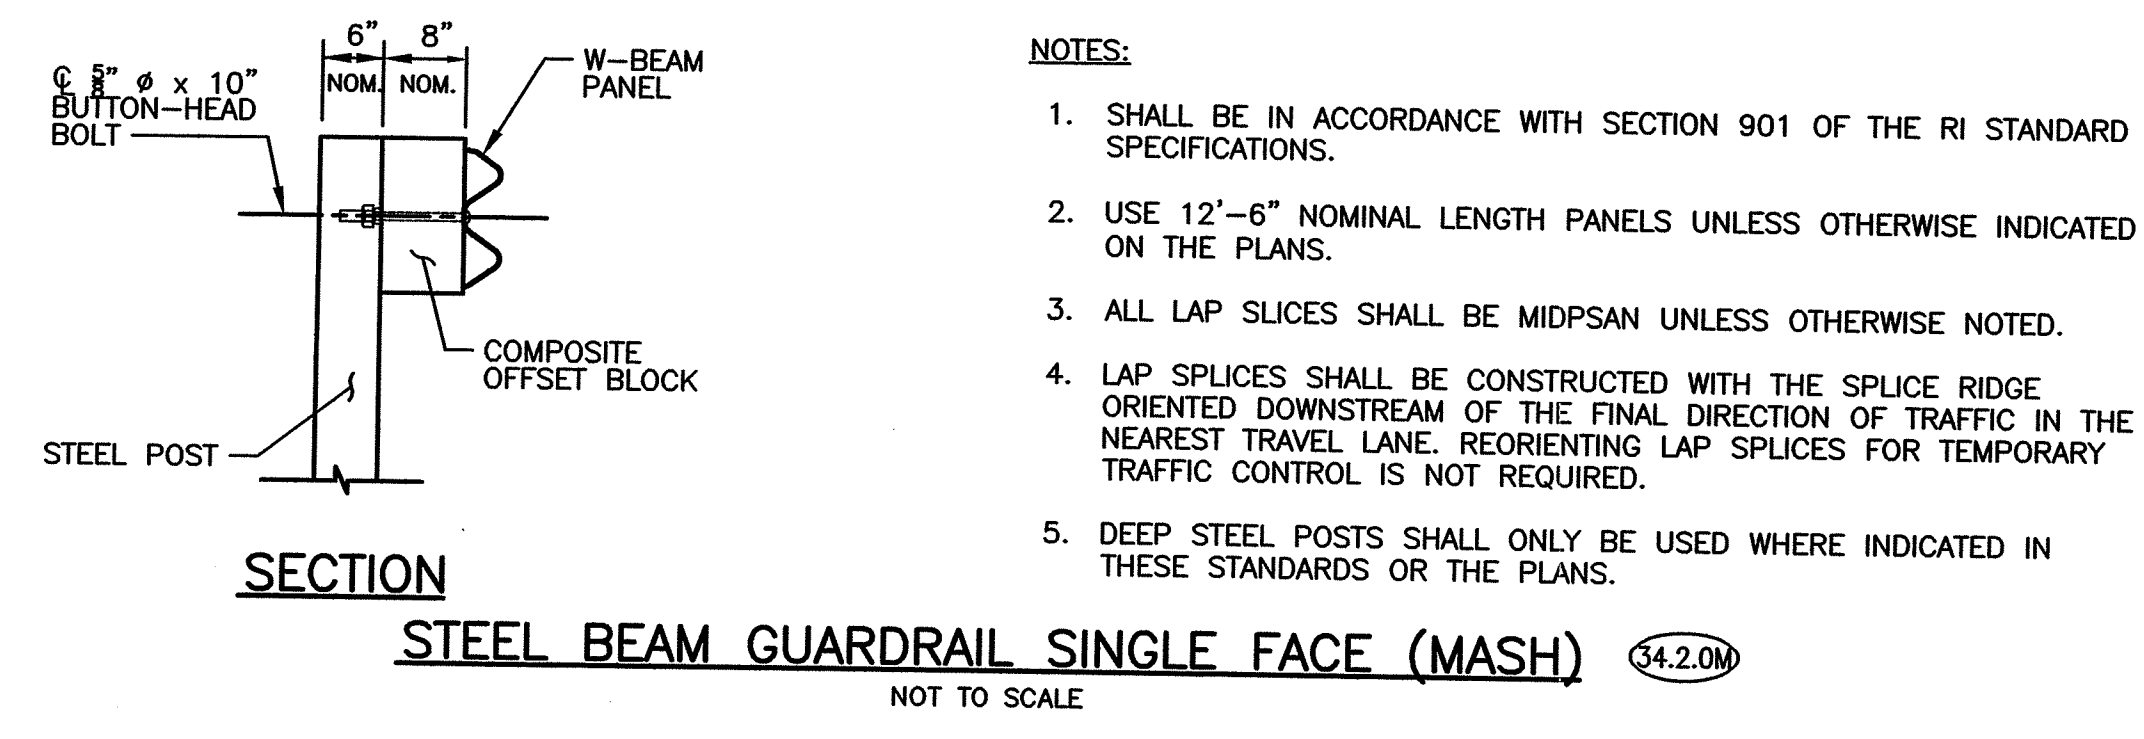 6" 8"
NOM. NOM.
℄ 5/8" ø x 10"
BUTTON-HEAD
BOLT
W-BEAM
PANEL
COMPOSITE
OFFSET BLOCK
STEEL POST
SECTION
NOTES:
1. SHALL BE IN ACCORDANCE WITH SECTION 901 OF THE RI STANDARD
SPECIFICATIONS.
2. USE 12'-6" NOMINAL LENGTH PANELS UNLESS OTHERWISE INDICATED
ON THE PLANS.
3. ALL LAP SLICES SHALL BE MIDPSAN UNLESS OTHERWISE NOTED.
4. LAP SPLICES SHALL BE CONSTRUCTED WITH THE SPLICE RIDGE
ORIENTED DOWNSTREAM OF THE FINAL DIRECTION OF TRAFFIC IN THE
NEAREST TRAVEL LANE. REORIENTING LAP SPLICES FOR TEMPORARY
TRAFFIC CONTROL IS NOT REQUIRED.
5. DEEP STEEL POSTS SHALL ONLY BE USED WHERE INDICATED IN
THESE STANDARDS OR THE PLANS.
STEEL BEAM GUARDRAIL SINGLE FACE (MASH) 34.2.0M
NOT TO SCALE